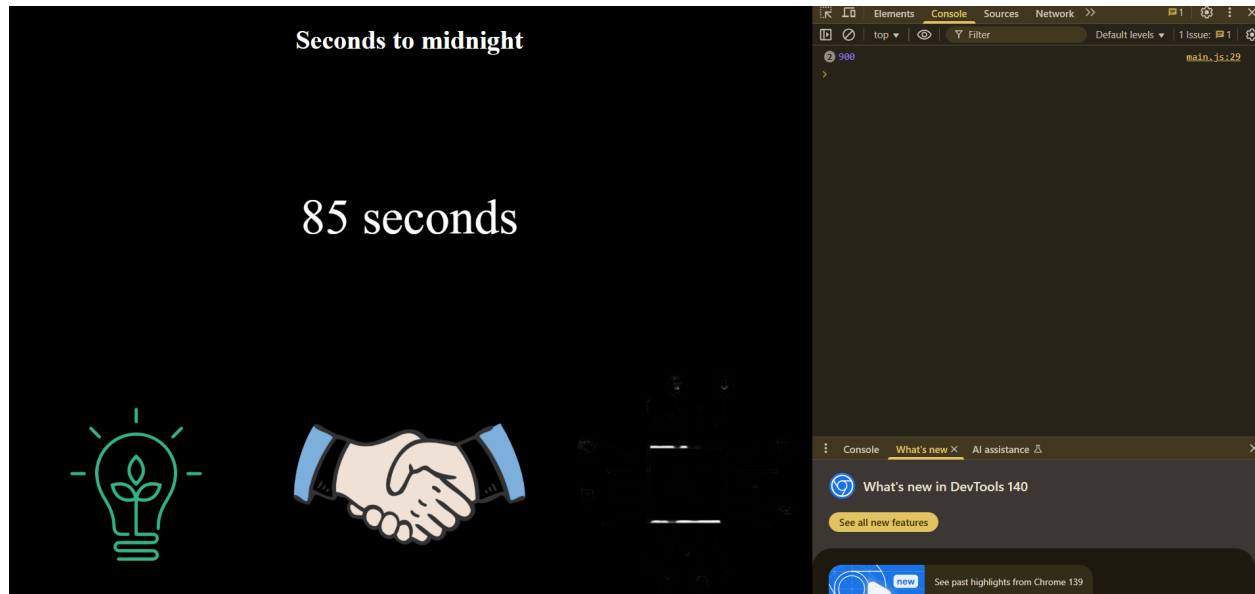 Seconds to midnight
85 seconds
Elements Console Sources Network 1
top Filter Default levels 1 Issue: 1
2 900 main.js:29
Console What's new AI assistance
What's new in DevTools 140
See all new features
new See past highlights from Chrome 139